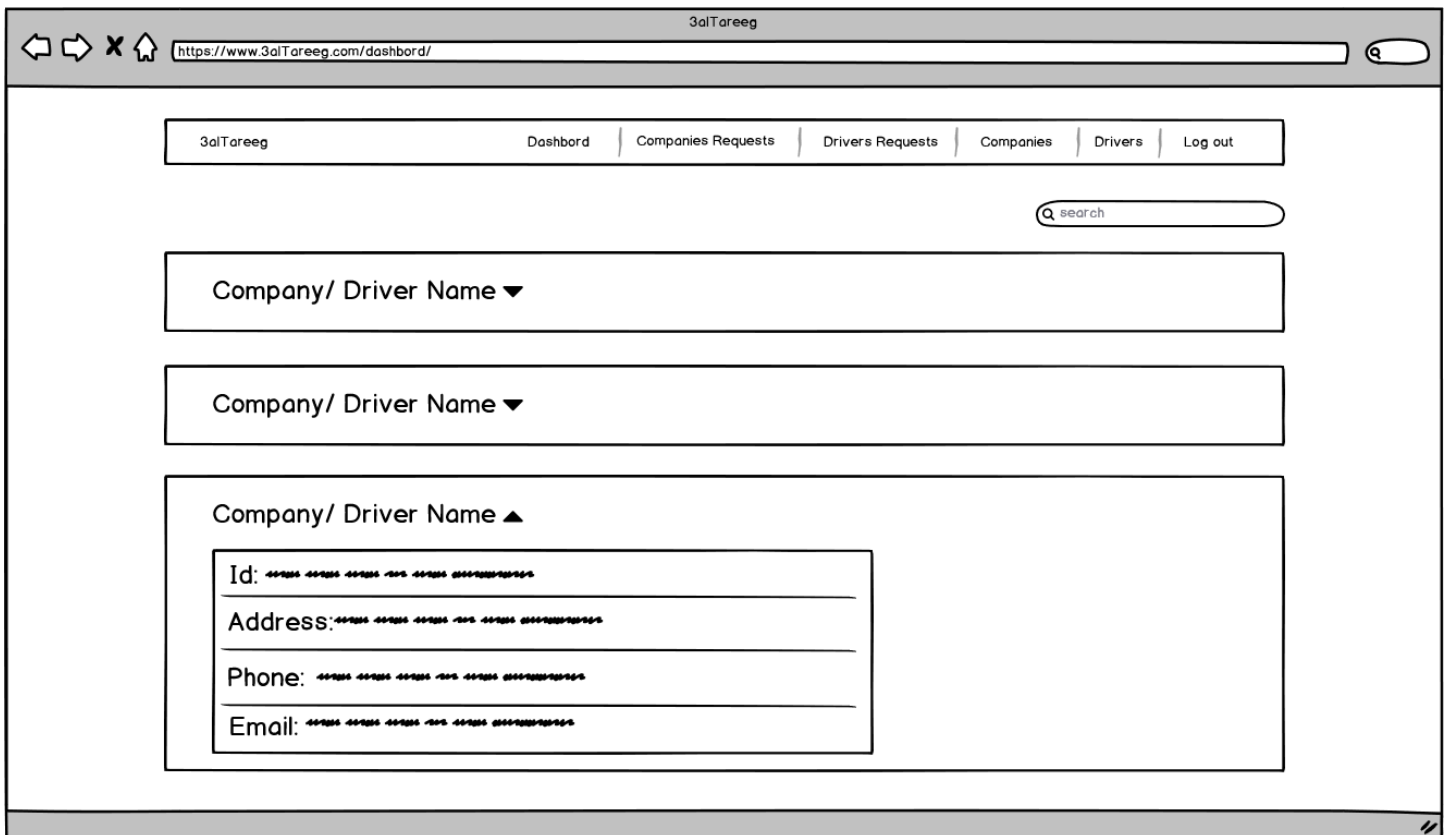 3alTareeg
https://www.3alTareeg.com/dashbord/
3alTareeg Dashbord Companies Requests Drivers Requests Companies Drivers Log out
search
Company/ Driver Name
Company/ Driver Name
Company/ Driver Name
Id:
Address:
Phone:
Email: